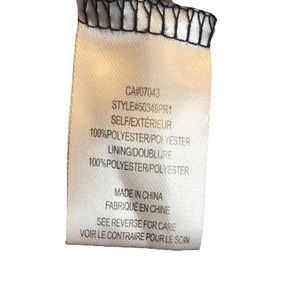 CA#07043
STYLE#60349PR1
SELF/EXTÉRIEUR
100%POLYESTER/POLYESTER
LINING/DOUBLURE
100%POLYESTER/POLYESTER
MADE IN CHINA
FABRIQUÉ EN CHINE
SEE REVERSE FOR CARE
VOIR LE CONTRAIRE POUR LE SOIN